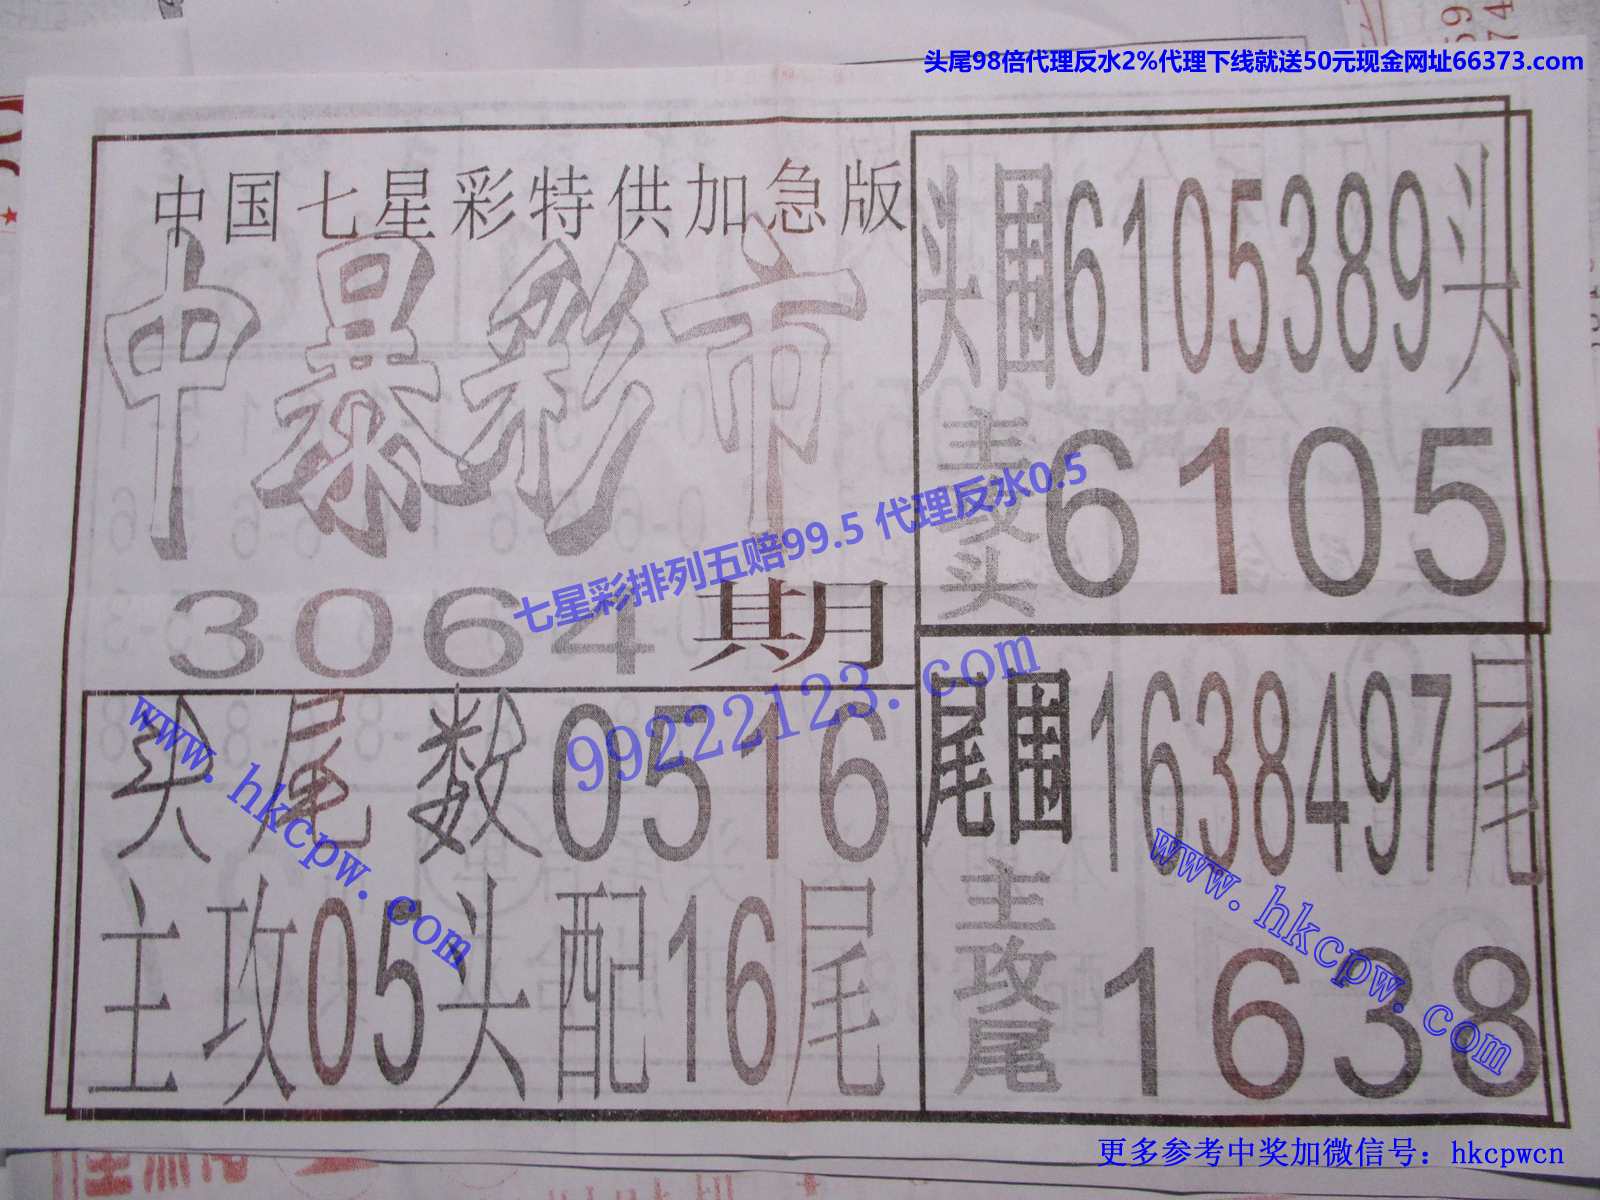 头尾98倍代理反水2%代理下线就送50元现金网址66373.com
中国七星彩特供加急版
中暴彩市
3064期
头围6105389头
主攻头6105
七星彩排列五赔99.5 代理反水0.5
99222123.com
头尾数0516
主攻05头配16尾
www.hkcpw.com
尾围1638497尾
主攻尾1638
www.hkcpw.com
更多参考中奖加微信号：hkcpwcn